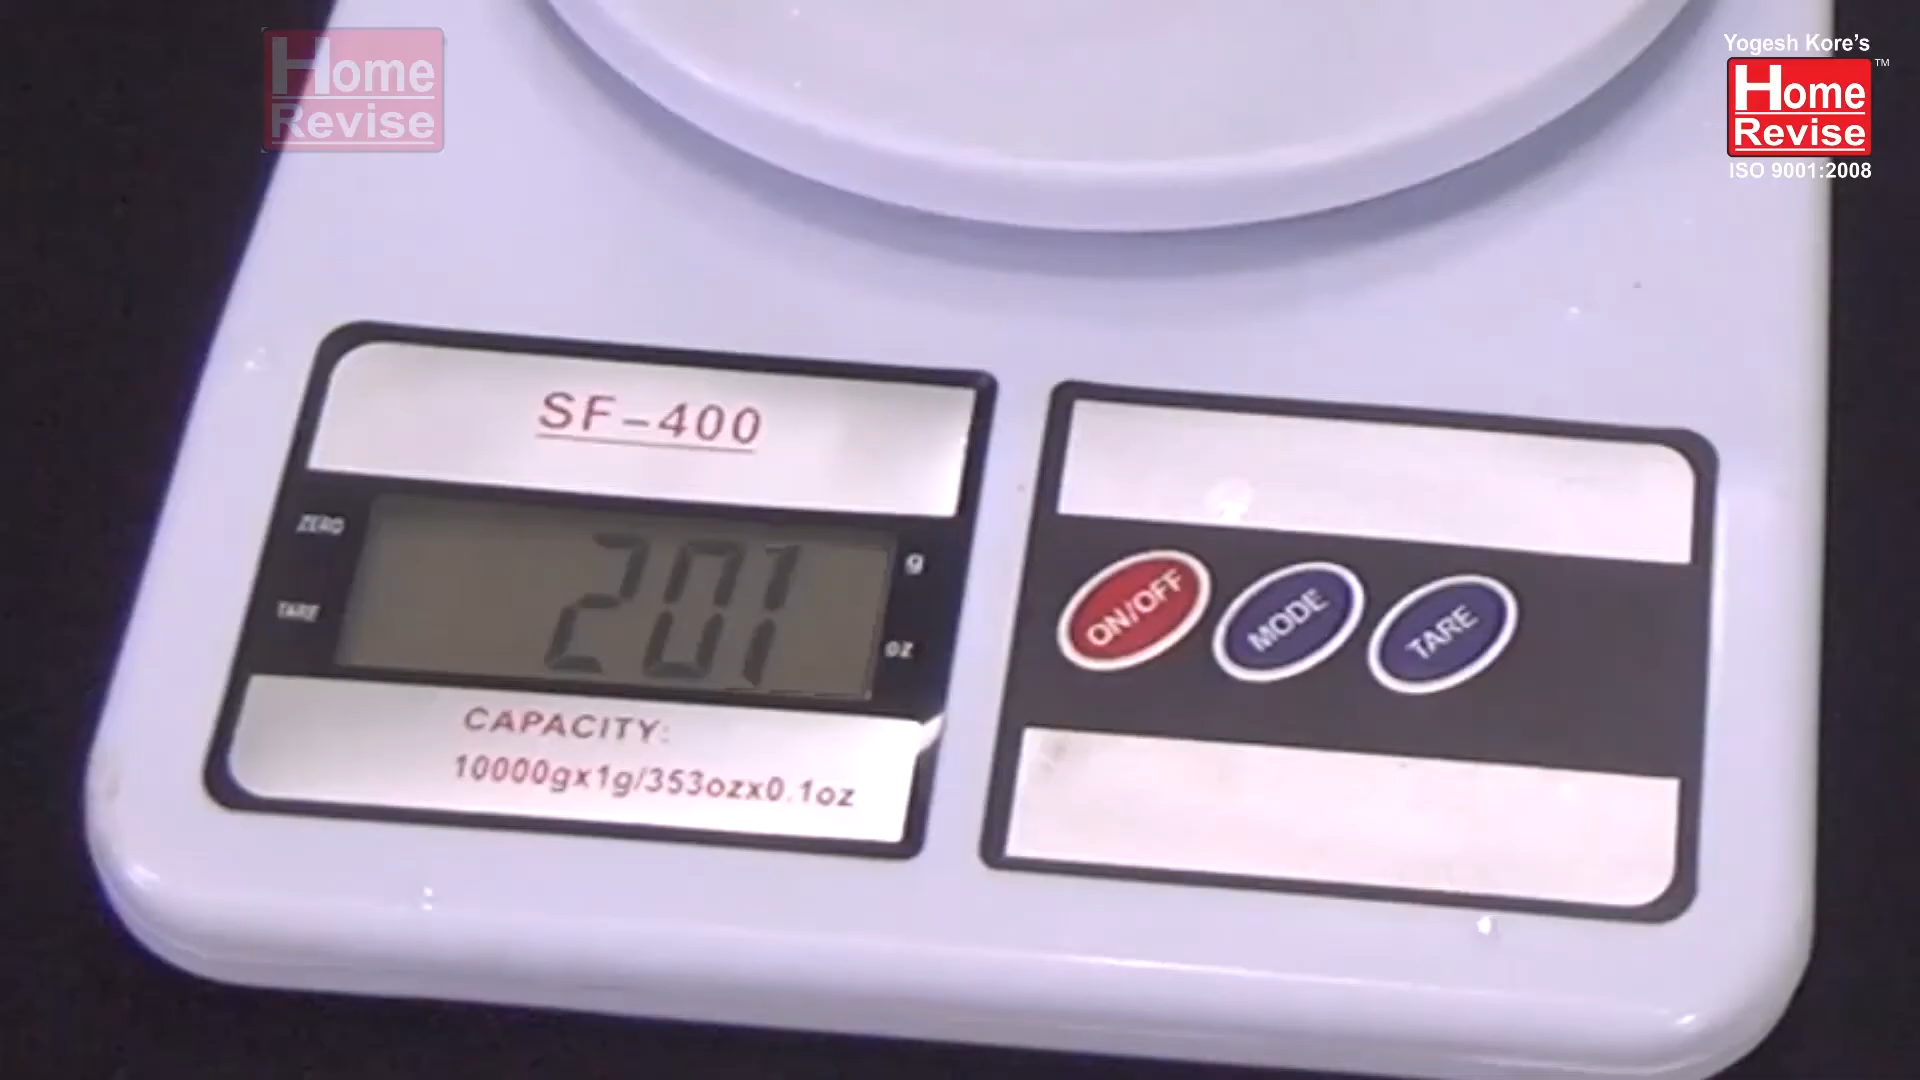 Home
Revise
Yogesh Kore's
Home
Revise
TM
ISO 9001:2008
SF-400
ZERO
TARE
201
g
oz
CAPACITY:
10000gx1g/353ozx0.1oz
ON/OFF
MODE
TARE